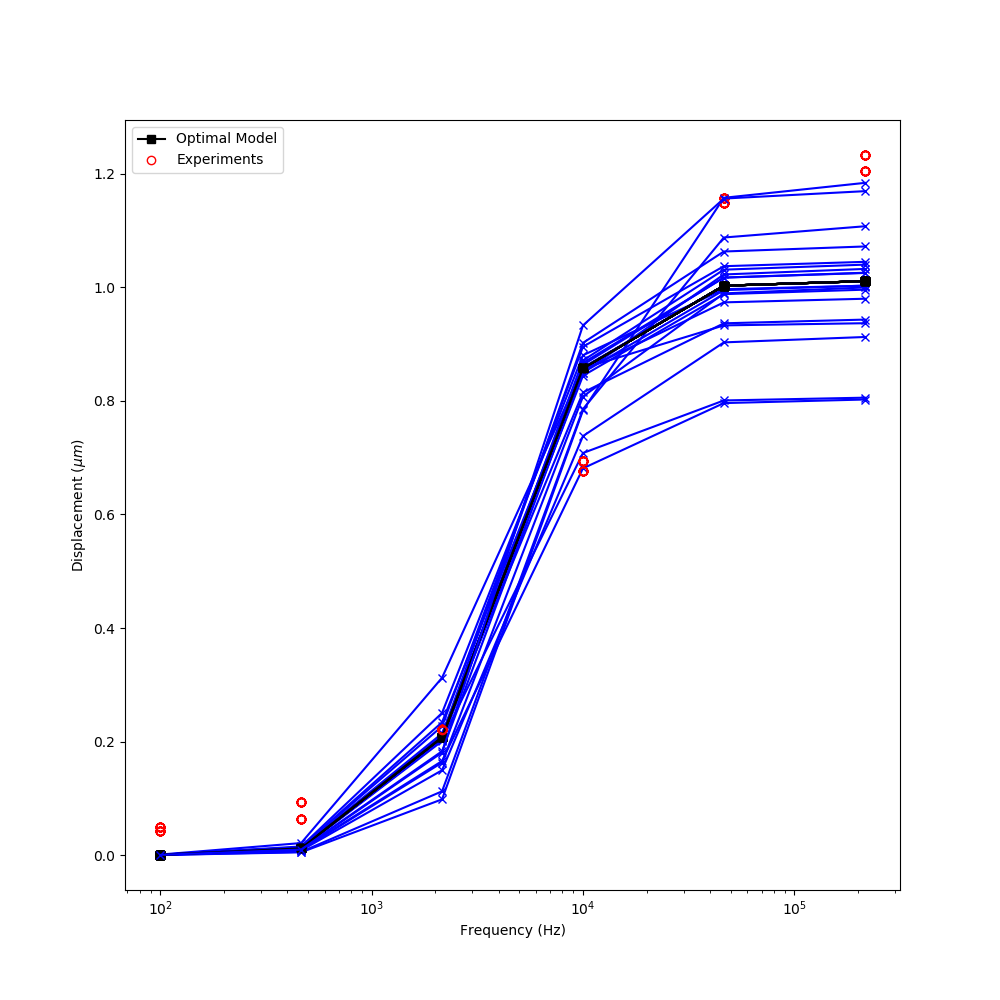 Optimal Model
Experiments
1.2
1.0
0.8
0.6
0.4
0.2
0.0
Displacement (μm)
10²
10³
10⁴
10⁵
Frequency (Hz)